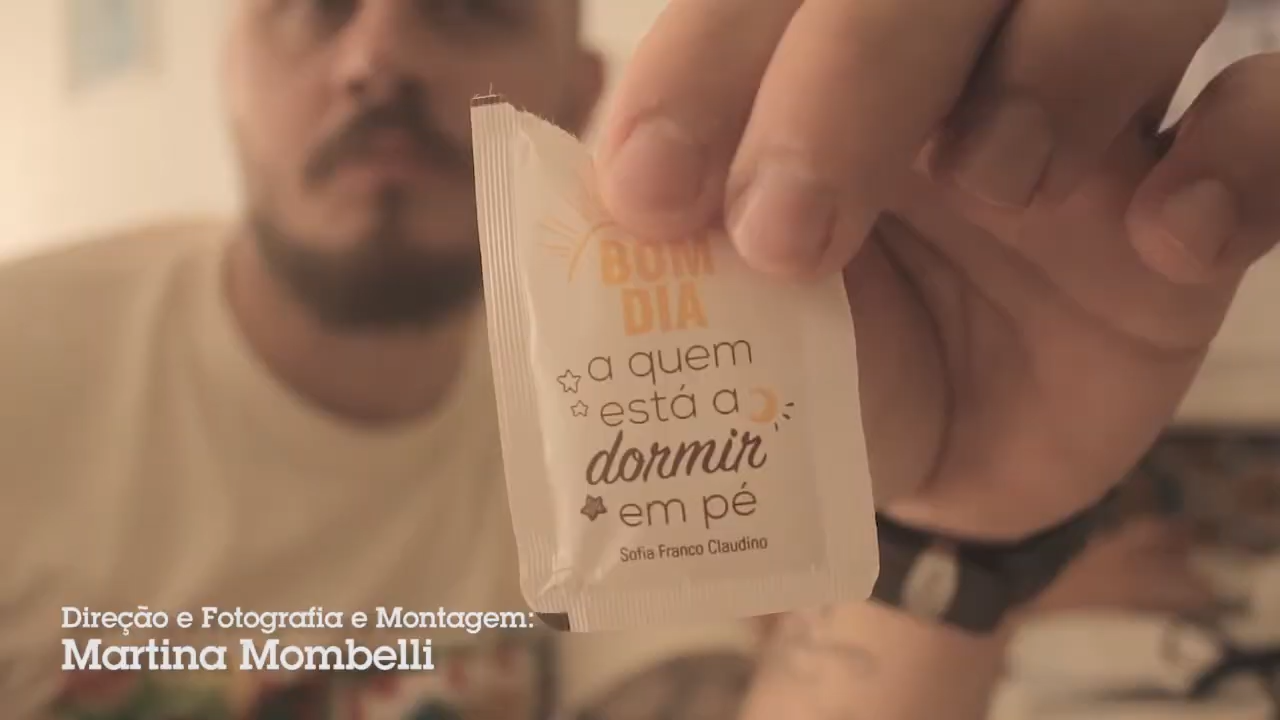 BOM
DIA
a quem
está a
dormir
em pé
Sofia Franco Claudino
Direção e Fotografia e Montagem:
Martina Mombelli